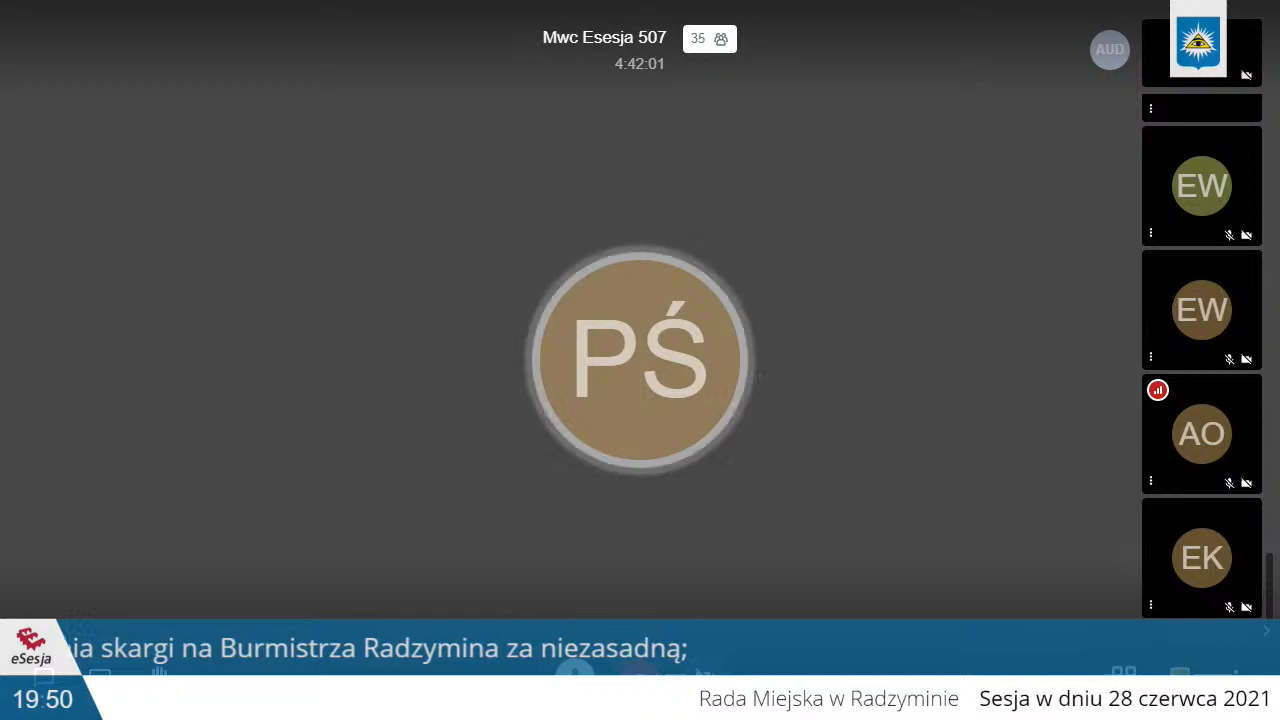 Mwc Esesja 507
35
4:42:01
AUD
EW
EW
PŚ
AO
EK
ia skargi na Burmistrza Radzymina za niezasadną;
eSesja
19:50
Rada Miejska w Radzyminie
Sesja w dniu 28 czerwca 2021